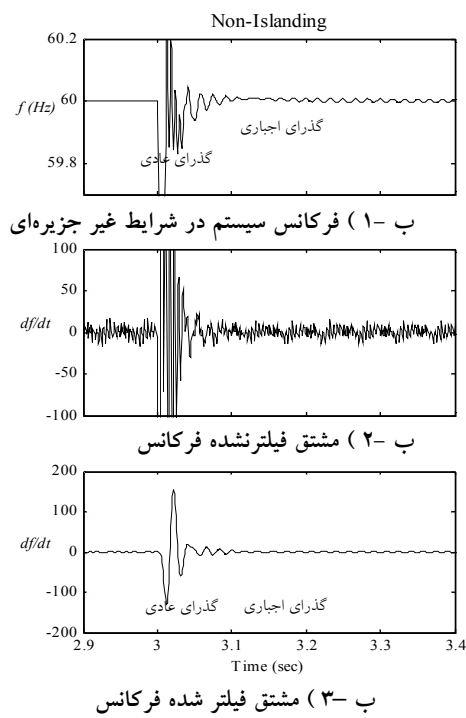 Non-Islanding
60.2
f (Hz)
60
گذرای اجباری
59.8
گذرای عادی
ب -۱ ) فرکانس سیستم در شرایط غیر جزیره‌ای
100
50
df/dt
0
-50
-100
ب -۲ ) مشتق فیلترنشده فرکانس
200
100
df/dt
0
-100
گذرای عادی گذرای اجباری
-200
2.9 3 3.1 3.2 3.3 3.4
Time (sec)
ب -۳ ) مشتق فیلتر شده فرکانس